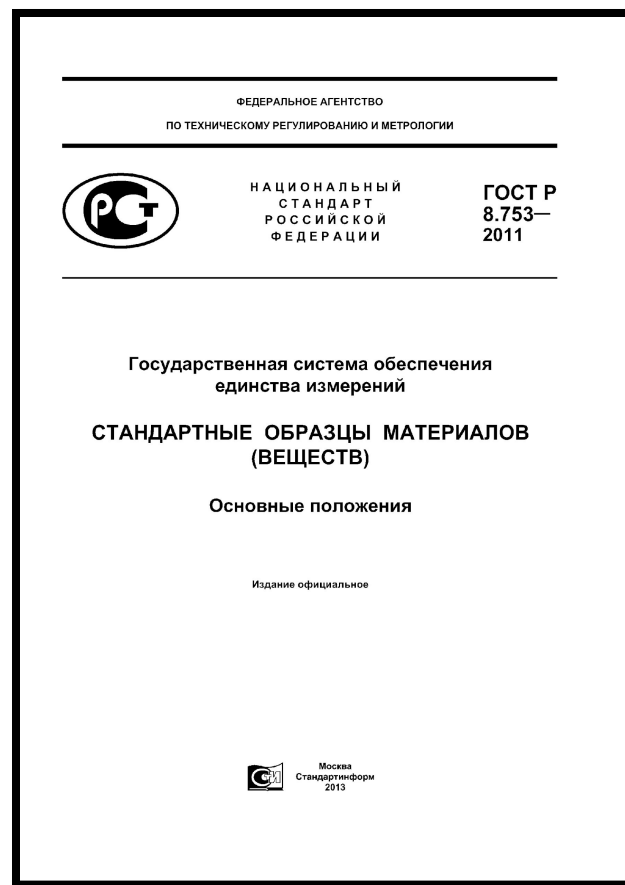 ФЕДЕРАЛЬНОЕ АГЕНТСТВО
ПО ТЕХНИЧЕСКОМУ РЕГУЛИРОВАНИЮ И МЕТРОЛОГИИ
РСТ
НАЦИОНАЛЬНЫЙ
СТАНДАРТ
РОССИЙСКОЙ
ФЕДЕРАЦИИ
ГОСТ Р
8.753—
2011
Государственная система обеспечения
единства измерений
СТАНДАРТНЫЕ ОБРАЗЦЫ МАТЕРИАЛОВ
(ВЕЩЕСТВ)
Основные положения
Издание официальное
Москва
Стандартинформ
2013